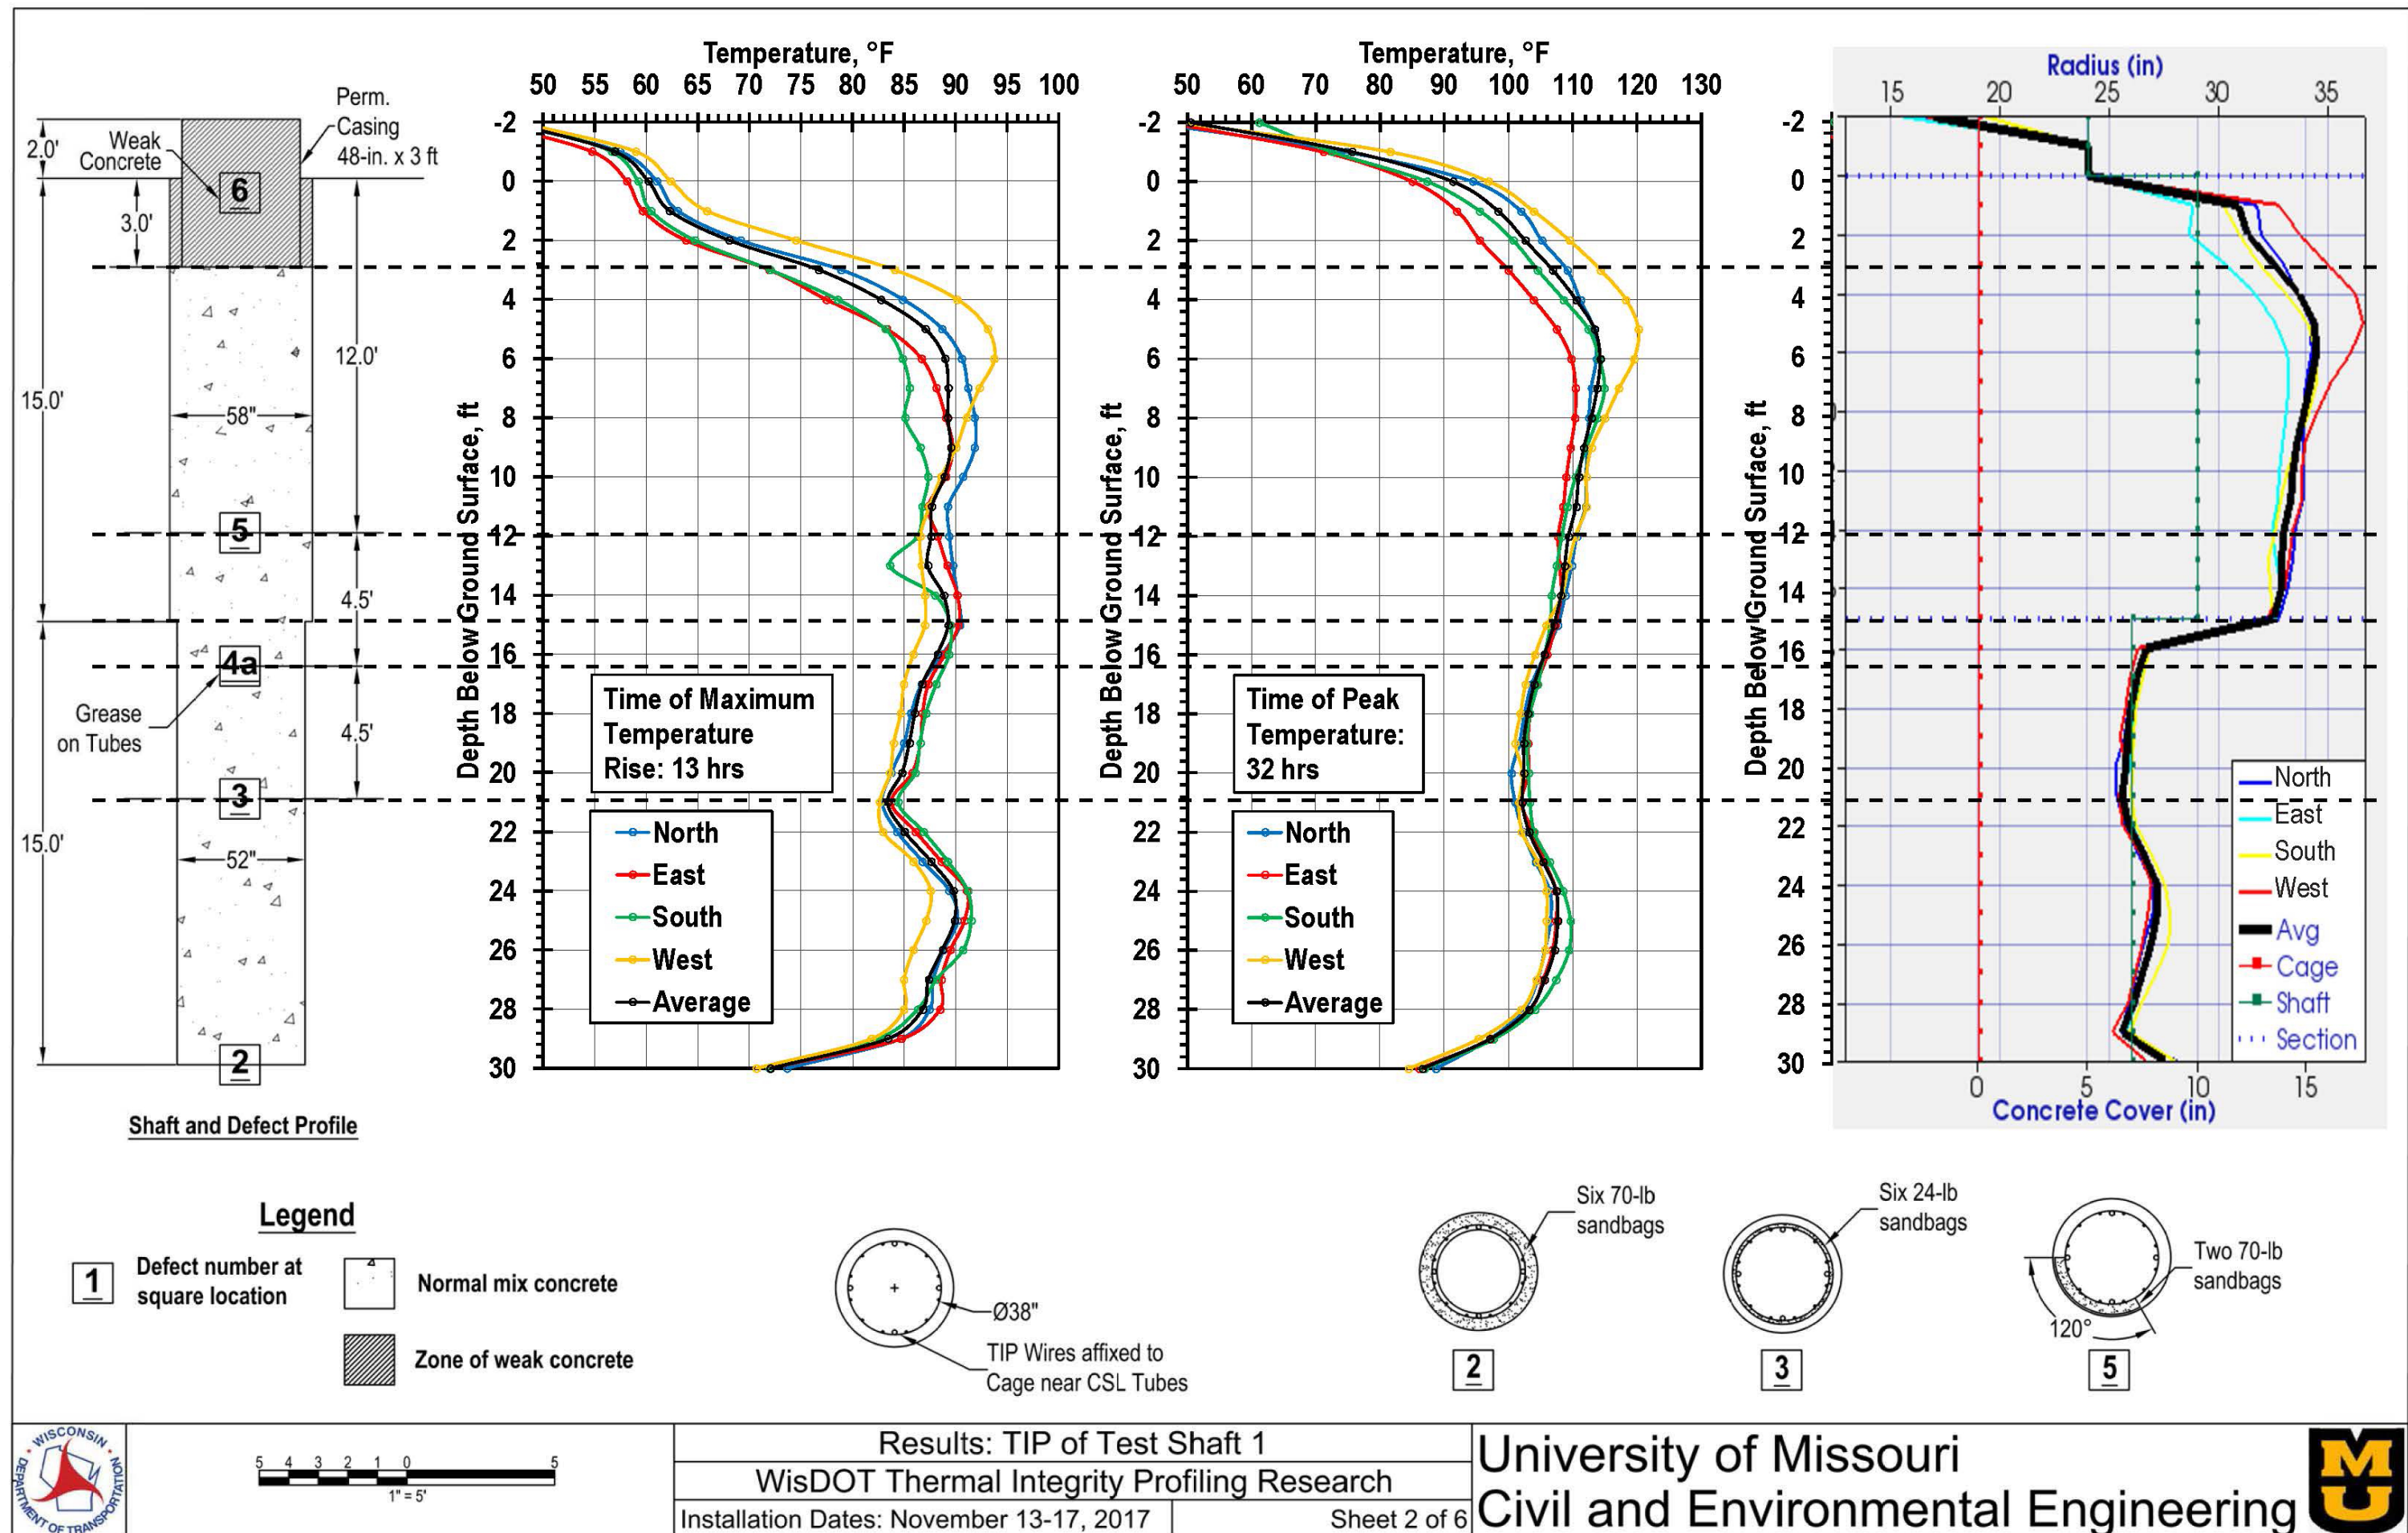 Perm.
Casing
48-in. x 3 ft
Weak
Concrete
2.0'
6
3.0'
12.0'
15.0'
58"
5
4.5'
4a
Grease
on Tubes
4.5'
3
15.0'
52"
2
Shaft and Defect Profile
Temperature, °F
50 55 60 65 70 75 80 85 90 95 100
Depth Below Ground Surface, ft
-2
0
2
4
6
8
10
12
14
16
18
20
22
24
26
28
30
Time of Maximum
Temperature
Rise: 13 hrs
North
East
South
West
Average
Temperature, °F
50 60 70 80 90 100 110 120 130
Depth Below Ground Surface, ft
-2
0
2
4
6
8
10
12
14
16
18
20
22
24
26
28
30
Time of Peak
Temperature:
32 hrs
North
East
South
West
Average
Radius (in)
15 20 25 30 35
Depth Below Ground Surface, ft
-2
0
2
4
6
8
10
12
14
16
18
20
22
24
26
28
30
North
East
South
West
Avg
Cage
Shaft
Section
0 5 10 15
Concrete Cover (in)
Legend
1
Defect number at
square location
Normal mix concrete
Zone of weak concrete
Ø38"
TIP Wires affixed to
Cage near CSL Tubes
Six 70-lb
sandbags
2
Six 24-lb
sandbags
3
Two 70-lb
sandbags
120°
5
WISCONSIN
DEPARTMENT OF TRANSPORTATION
5 4 3 2 1 0 5
1" = 5'
Results: TIP of Test Shaft 1
WisDOT Thermal Integrity Profiling Research
Installation Dates: November 13-17, 2017
Sheet 2 of 6
University of Missouri
Civil and Environmental Engineering
MU